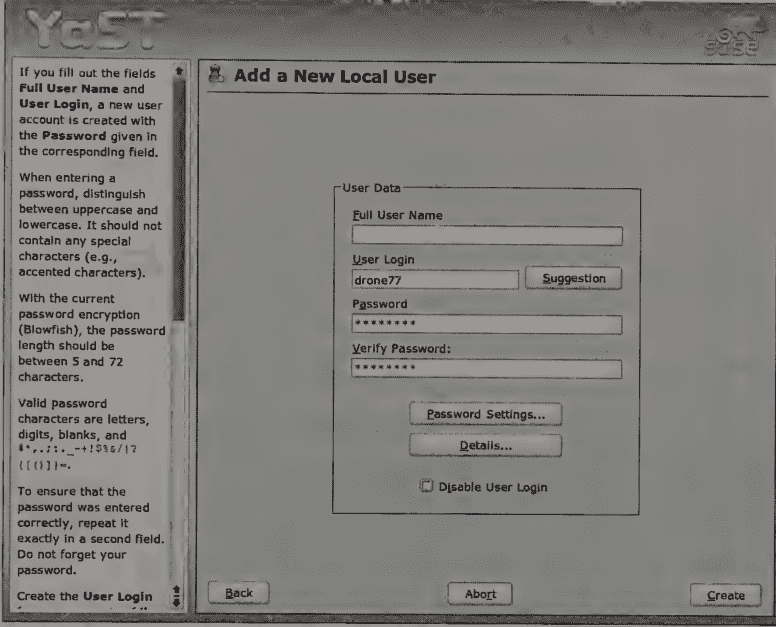 YaST
SuSE
If you fill out the fields
Full User Name and
User Login, a new user
account is created with
the Password given in
the corresponding field.
When entering a
password, distinguish
between uppercase and
lowercase. It should not
contain any special
characters (e.g.,
accented characters).
With the current
password encryption
(Blowfish), the password
length should be
between 5 and 72
characters.
Valid password
characters are letters,
digits, blanks, and
#*,.;:._-+!$%&/|?
{[()]}=.
To ensure that the
password was entered
correctly, repeat it
exactly in a second field.
Do not forget your
password.
Create the User Login
Add a New Local User
User Data
Full User Name
User Login
drone77
Suggestion
Password
********
Verify Password:
********
Password Settings...
Details...
Disable User Login
Back
Abort
Create